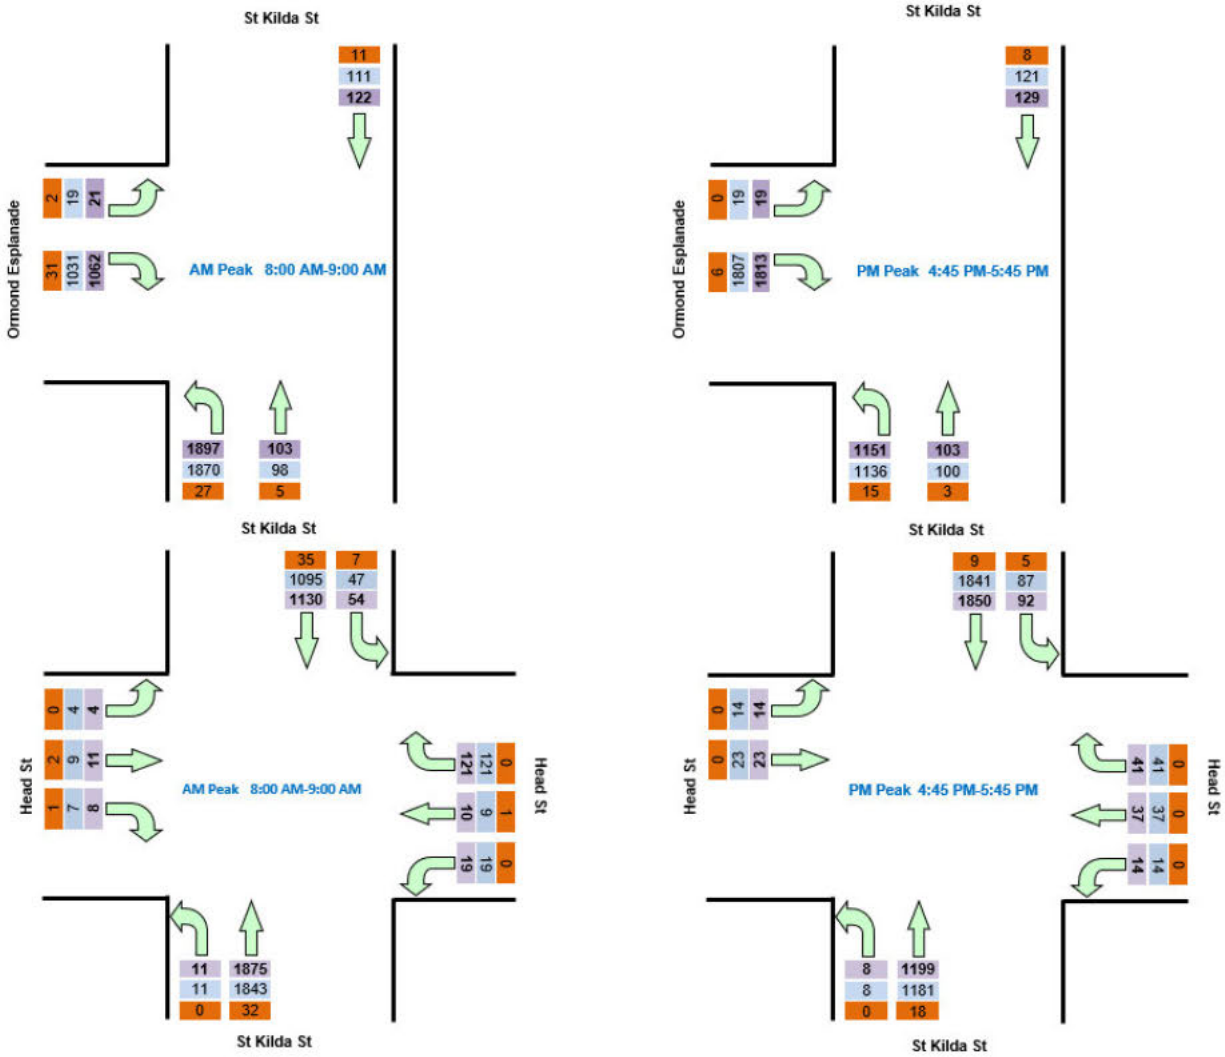 St Kilda St
11
111
122
2 19 21
31 1031 1062
Ormond Esplanade
AM Peak 8:00 AM-9:00 AM
1897 103
1870 98
27 5
St Kilda St
8
121
129
0 19 19
6 1807 1813
Ormond Esplanade
PM Peak 4:45 PM-5:45 PM
1151 103
1136 100
15 3
St Kilda St
35 7
1095 47
1130 54
0 4 4
2 9 11
1 7 8
Head St
AM Peak 8:00 AM-9:00 AM
121 121 0
10 9 1
19 19 0
Head St
11 1875
11 1843
0 32
St Kilda St
St Kilda St
9 5
1841 87
1850 92
0 14 14
0 23 23
Head St
PM Peak 4:45 PM-5:45 PM
41 41 0
37 37 0
14 14 0
Head St
8 1199
8 1181
0 18
St Kilda St